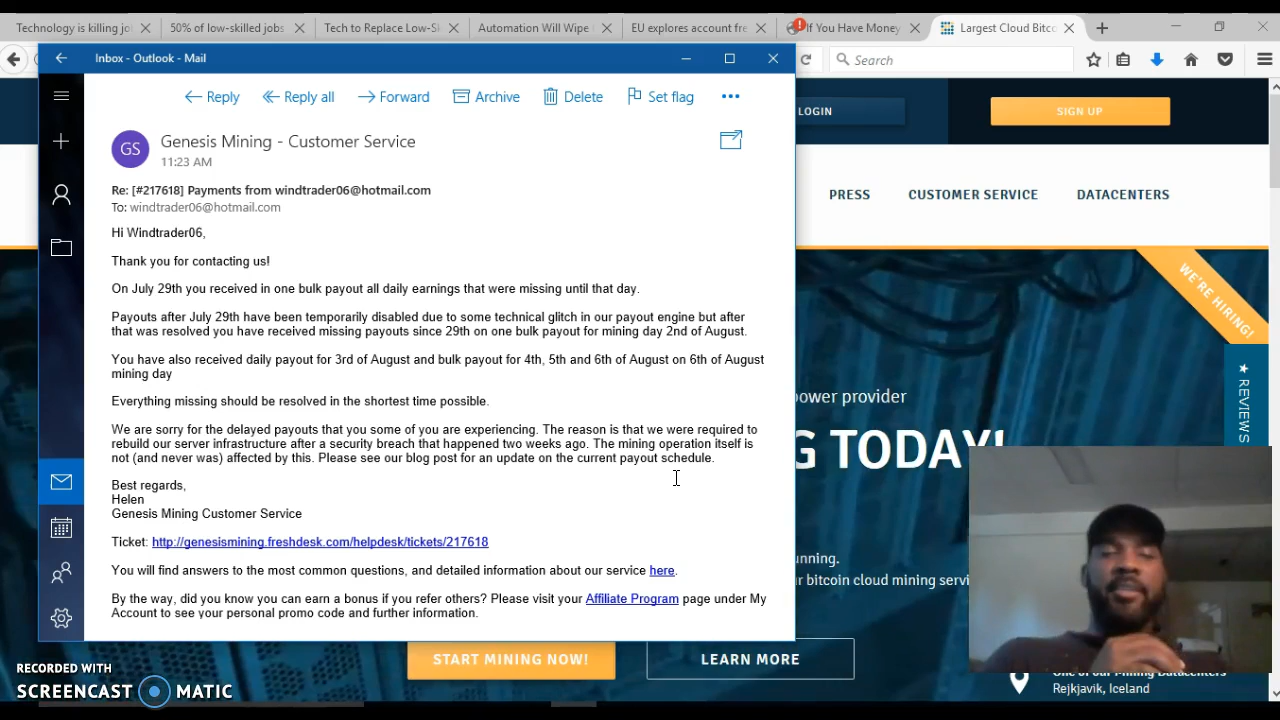 Technology is killing jo
50% of low-skilled jobs
Tech to Replace Low-S
Automation Will Wipe
EU explores account fre
If You Have Money
Largest Cloud Bitco
Inbox - Outlook - Mail
Search
Reply
Reply all
Forward
Archive
Delete
Set flag
LOGIN
SIGN UP
GS
Genesis Mining - Customer Service
11:23 AM
PRESS
CUSTOMER SERVICE
DATACENTERS
Re: [#217618] Payments from windtrader06@hotmail.com
To: windtrader06@hotmail.com
Hi Windtrader06,
Thank you for contacting us!
On July 29th you received in one bulk payout all daily earnings that were missing until that day.
Payouts after July 29th have been temporarily disabled due to some technical glitch in our payout engine but after
that was resolved you have received missing payouts since 29th on one bulk payout for mining day 2nd of August.
You have also received daily payout for 3rd of August and bulk payout for 4th, 5th and 6th of August on 6th of August
mining day
Everything missing should be resolved in the shortest time possible.
We are sorry for the delayed payouts that you some of you are experiencing. The reason is that we were required to
rebuild our server infrastructure after a security breach that happened two weeks ago. The mining operation itself is
not (and never was) affected by this. Please see our blog post for an update on the current payout schedule.
Best regards,
Helen
Genesis Mining Customer Service
Ticket: http://genesismining.freshdesk.com/helpdesk/tickets/217618
You will find answers to the most common questions, and detailed information about our service here.
By the way, did you know you can earn a bonus if you refer others? Please visit your Affiliate Program page under My
Account to see your personal promo code and further information.
WE'RE HIRING!
★ REVIEWS
ower provider
G TODAY!
unning.
ur bitcoin cloud mining servi
START MINING NOW!
LEARN MORE
One of our Mining Datacenters
Rejkjavik, Iceland
RECORDED WITH
SCREENCAST MATIC